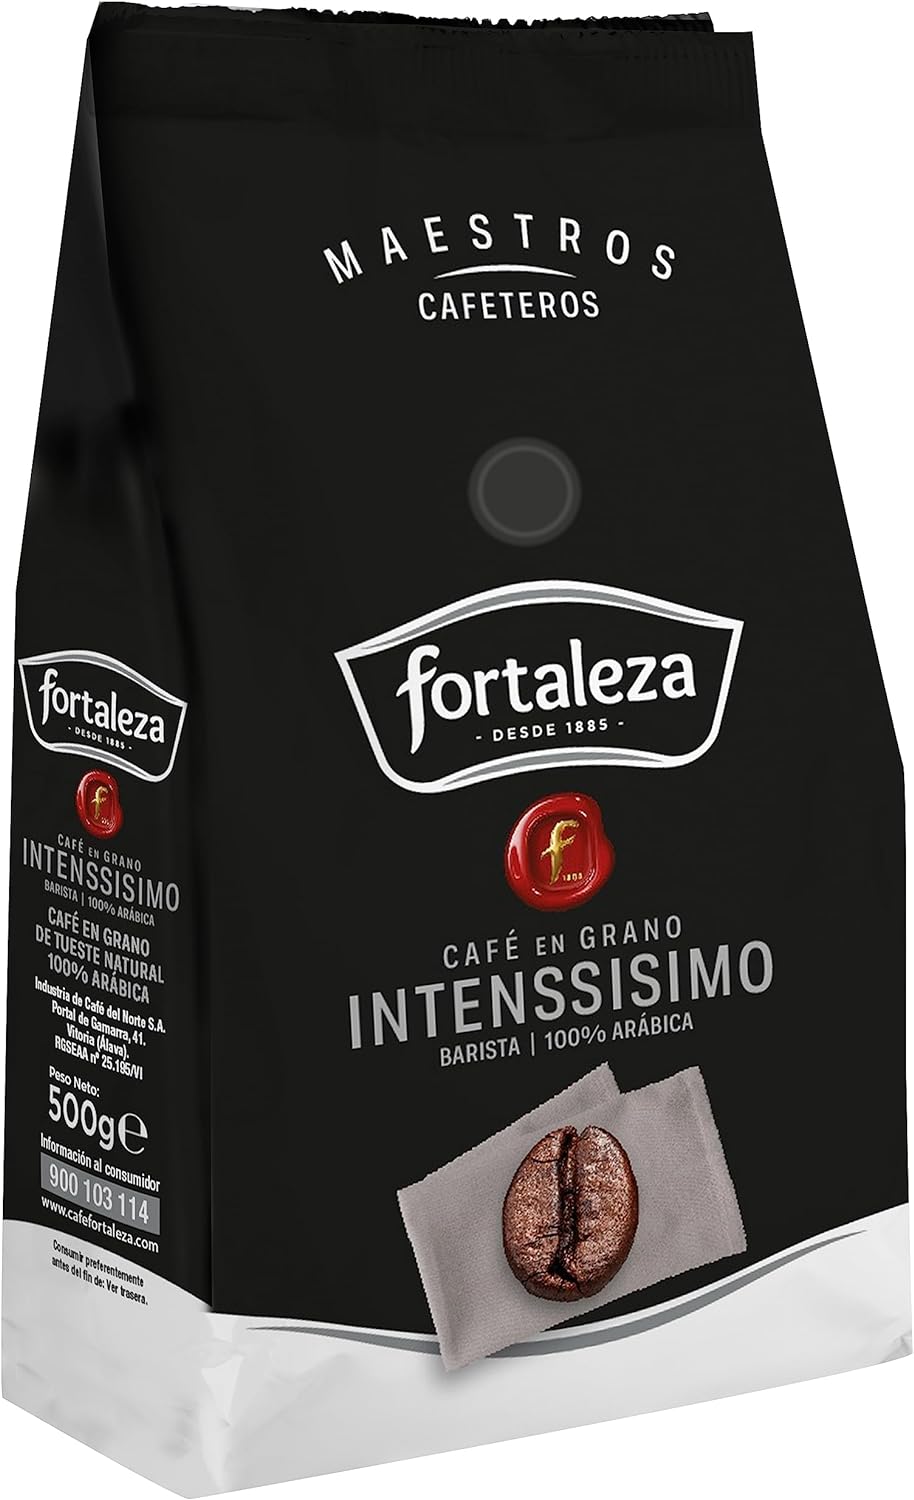 MAESTROS
CAFETEROS
fortaleza
- DESDE 1885 -
f
1885
CAFÉ EN GRANO
INTENSSISIMO
BARISTA | 100% ARÁBICA
fortaleza
- DESDE 1885 -
f
CAFÉ EN GRANO
INTENSSISIMO
BARISTA | 100% ARÁBICA
CAFÉ EN GRANO
DE TUESTE NATURAL
100% ARÁBICA
Industria de Café del Norte S.A.
Portal de Gamarra, 41.
Vitoria (Álava).
RGSEAA nº 25.195/VI
Peso Neto:
500g℮
Información al consumidor
900 103 114
www.cafefortaleza.com
Consumir preferentemente
antes del fin de: Ver trasera.